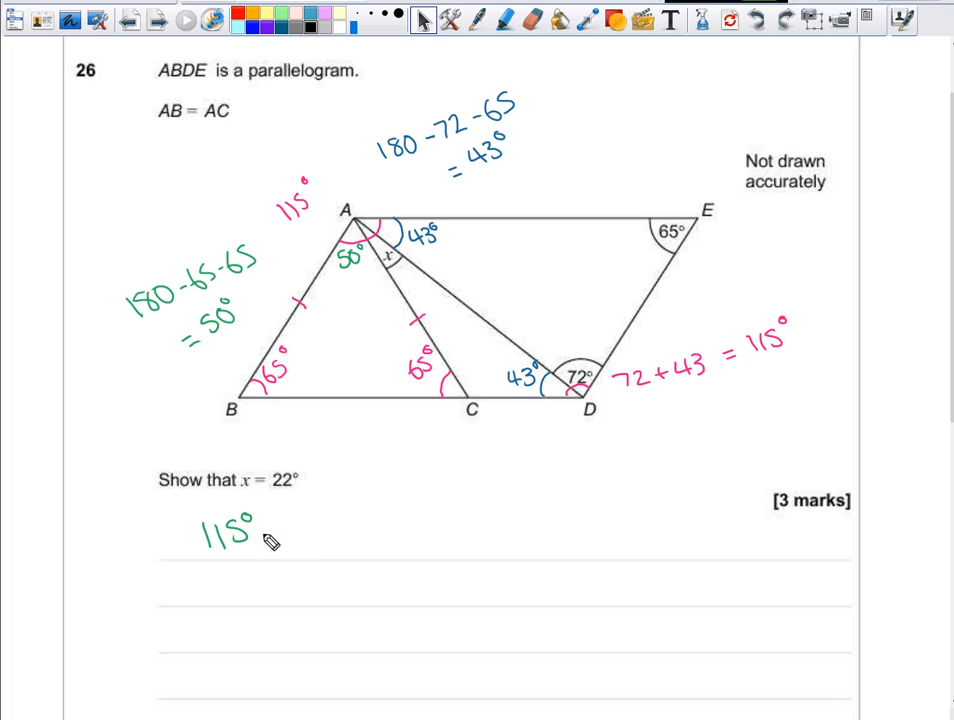 26 ABDE is a parallelogram.
AB = AC
180 - 72 - 65
= 43°
Not drawn
accurately
115°
A
E
43°
65°
50°
x
180 - 65 - 65
= 50°
65°
65°
43°
72°
72 + 43 = 115°
B
C
D
Show that x = 22°
[3 marks]
115°